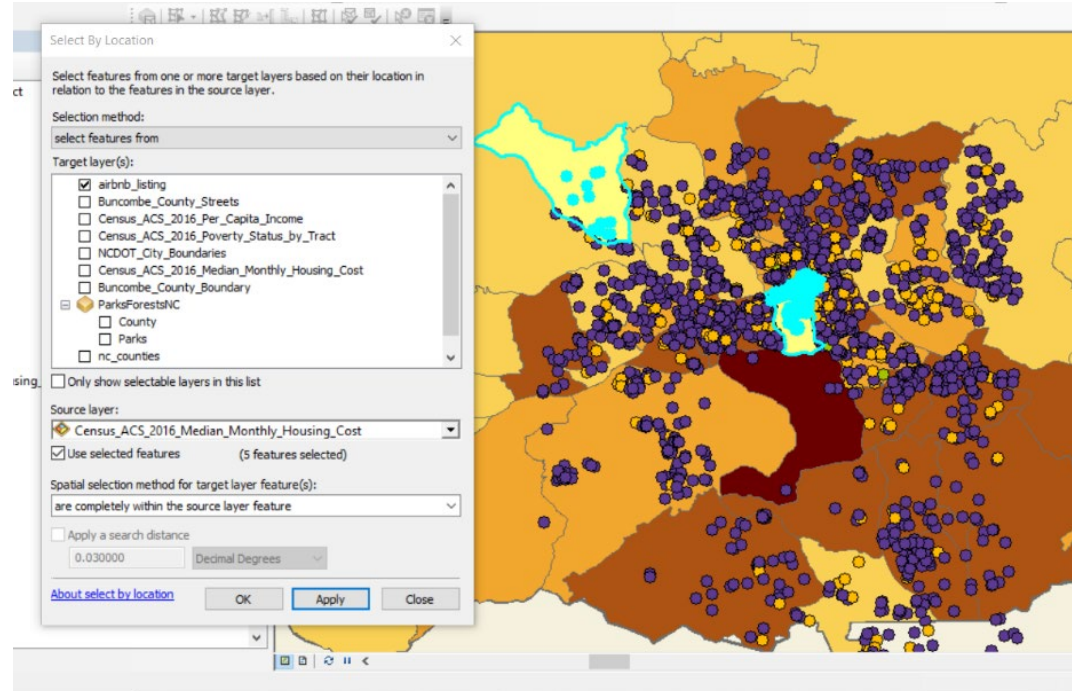 Select By Location
Select features from one or more target layers based on their location in
relation to the features in the source layer.
ct
Selection method:
select features from
Target layer(s):
airbnb_listing
Buncombe_County_Streets
Census_ACS_2016_Per_Capita_Income
Census_ACS_2016_Poverty_Status_by_Tract
NCDOT_City_Boundaries
Census_ACS_2016_Median_Monthly_Housing_Cost
Buncombe_County_Boundary
ParksForestsNC
County
Parks
nc_counties
sing_
Only show selectable layers in this list
Source layer:
Census_ACS_2016_Median_Monthly_Housing_Cost
Use selected features (5 features selected)
Spatial selection method for target layer feature(s):
are completely within the source layer feature
Apply a search distance
0.030000 Decimal Degrees
About select by location OK Apply Close